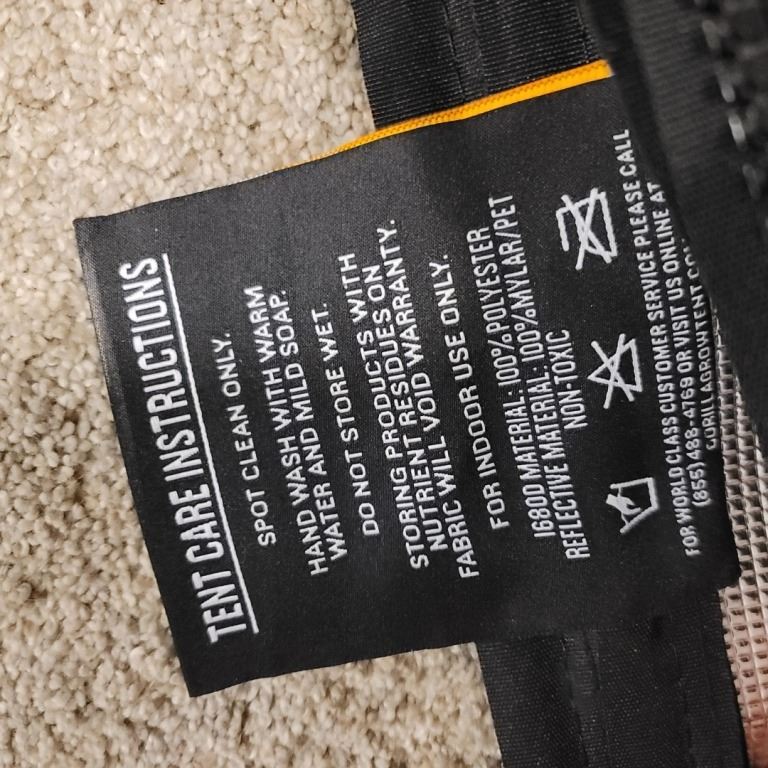 TENT CARE INSTRUCTIONS
SPOT CLEAN ONLY.
HAND WASH WITH WARM
WATER AND MILD SOAP.
DO NOT STORE WET.
STORING PRODUCTS WITH
NUTRIENT RESIDUES ON
FABRIC WILL VOID WARRANTY.
FOR INDOOR USE ONLY.
1680D MATERIAL: 100% POLYESTER
REFLECTIVE MATERIAL: 100% MYLAR/PET
NON-TOXIC
FOR WORLD CLASS CUSTOMER SERVICE PLEASE CALL
(855) 488-4769 OR VISIT US ONLINE AT